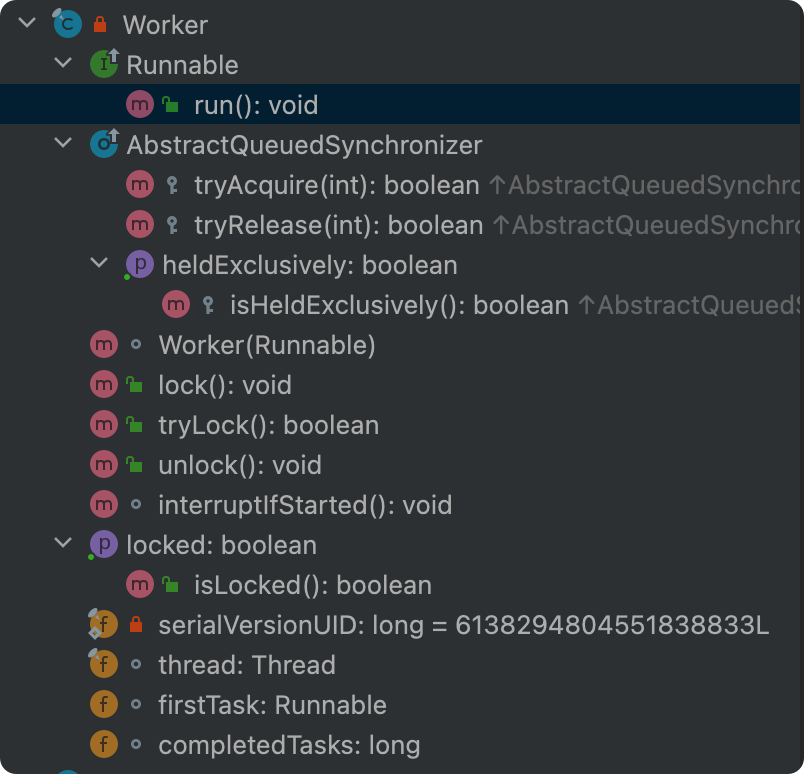 Worker
Runnable
run(): void
AbstractQueuedSynchronizer
tryAcquire(int): boolean ↑AbstractQueuedSynchro
tryRelease(int): boolean ↑AbstractQueuedSynchro
heldExclusively: boolean
isHeldExclusively(): boolean ↑AbstractQueuedS
Worker(Runnable)
lock(): void
tryLock(): boolean
unlock(): void
interruptIfStarted(): void
locked: boolean
isLocked(): boolean
serialVersionUID: long = 6138294804551838833L
thread: Thread
firstTask: Runnable
completedTasks: long